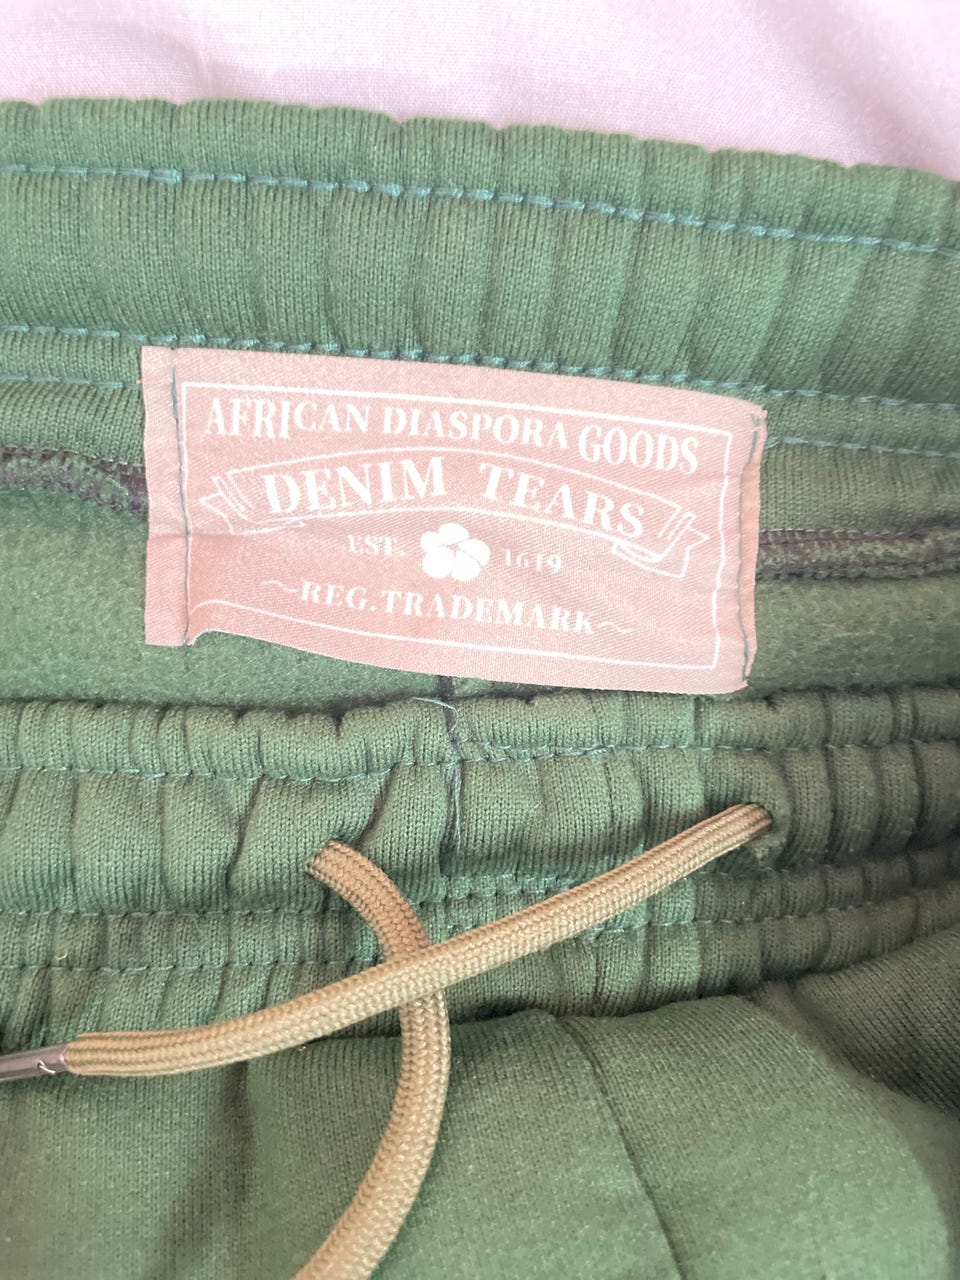 AFRICAN DIASPORA GOODS
DENIM TEARS
EST. 1619
~REG. TRADEMARK~